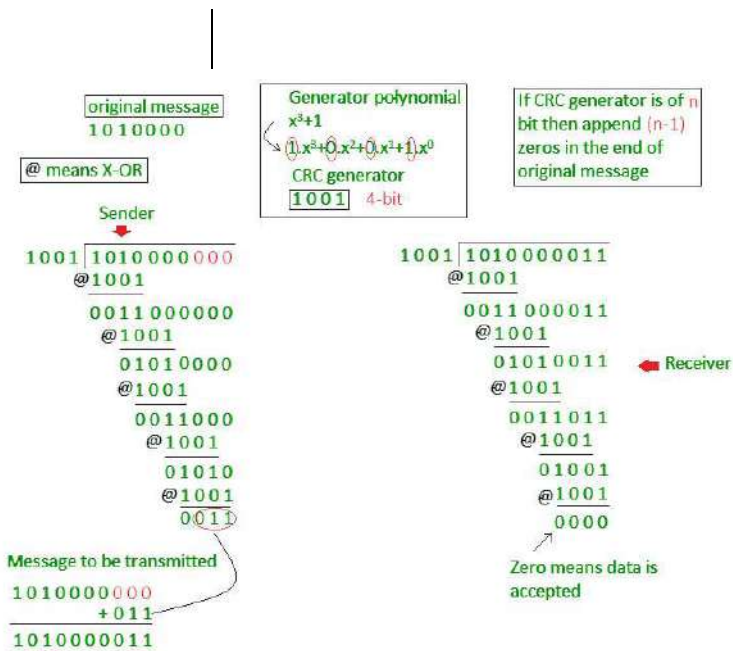 original message
1010000
@ means X-OR
Generator polynomial
x³+1
1.x³+0.x²+0.x¹+1.x⁰
CRC generator
1001 4-bit
If CRC generator is of n
bit then append (n-1)
zeros in the end of
original message
Sender
1001 1010000000
@1001
0011000000
@1001
01010000
@1001
0011000
@1001
01010
@1001
0011
Message to be transmitted
1010000000
+011
1010000011
1001 1010000011
@1001
0011000011
@1001
01010011
@1001
0011011
@1001
01001
@1001
0000
Receiver
Zero means data is
accepted